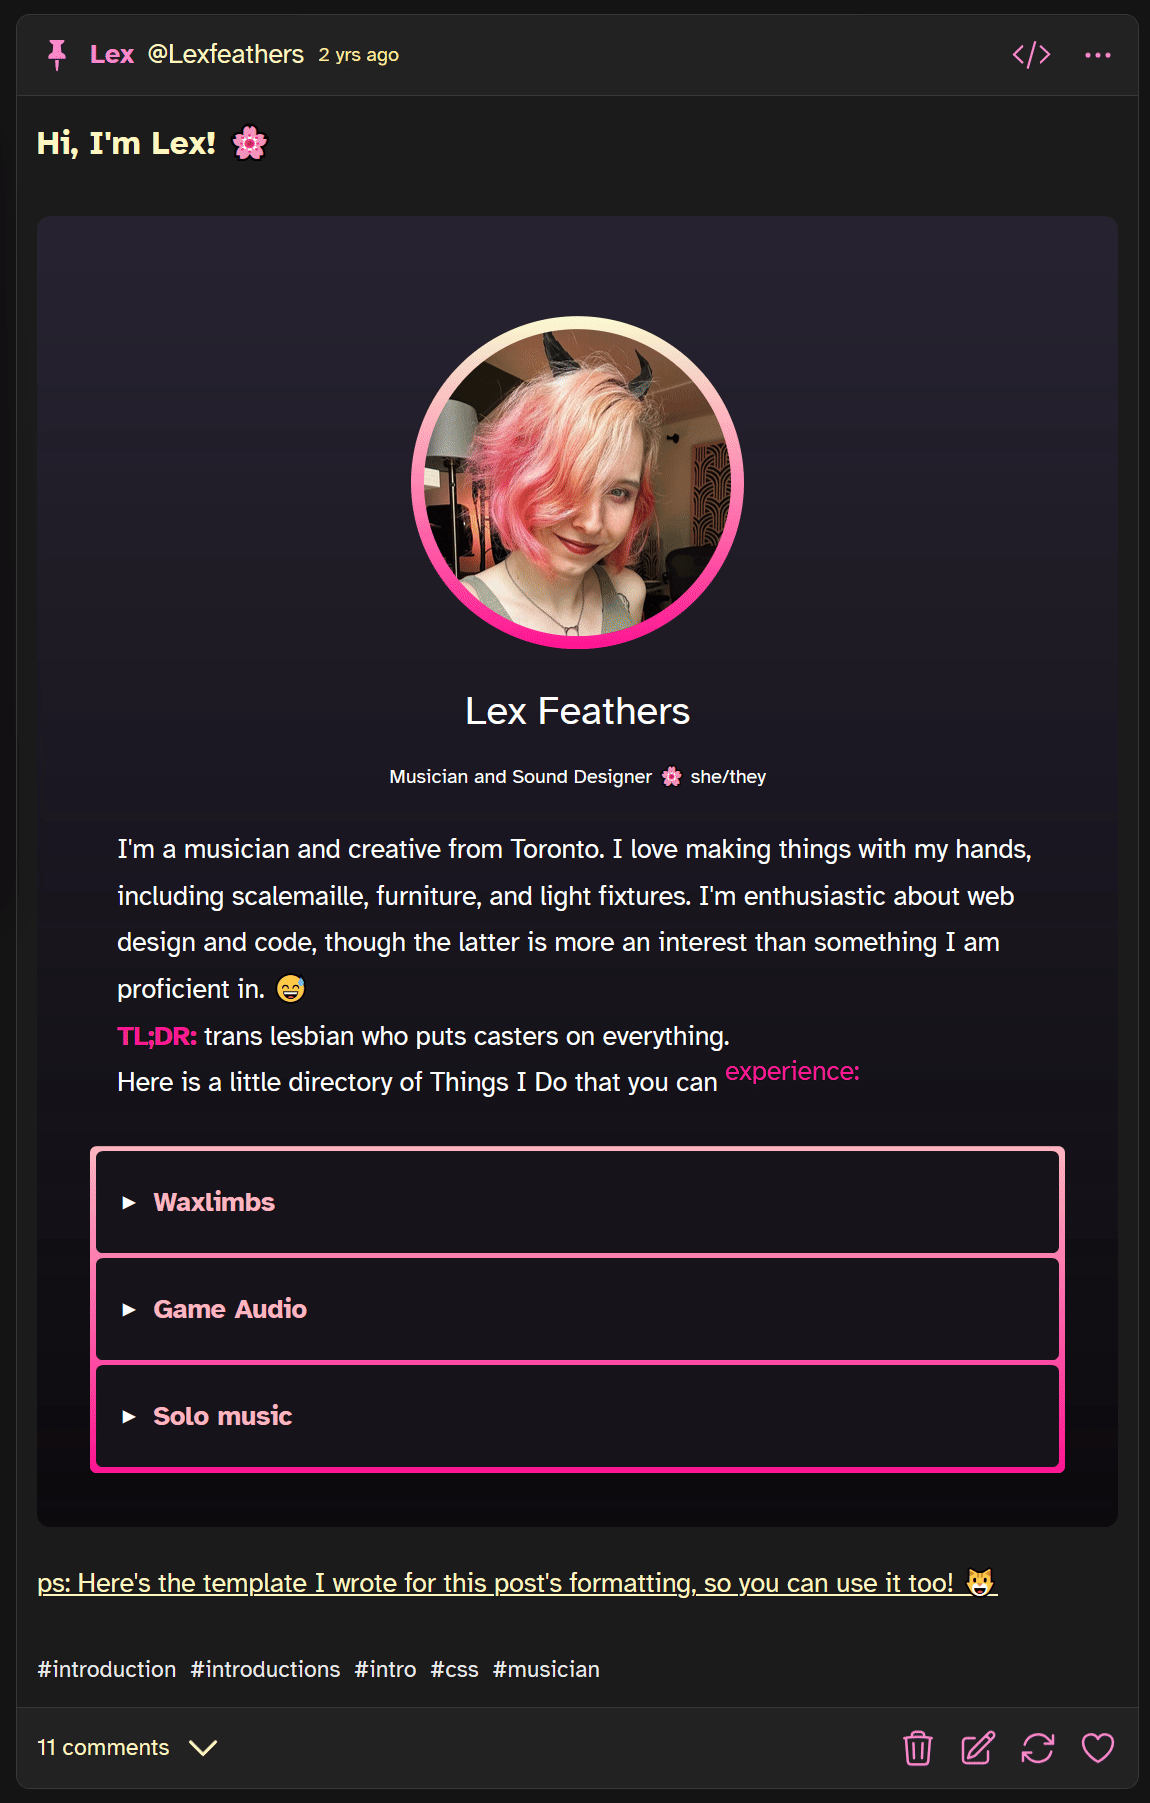 Lex @Lexfeathers 2 yrs ago
Hi, I'm Lex! 🌸
Lex Feathers
Musician and Sound Designer 🌸 she/they
I'm a musician and creative from Toronto. I love making things with my hands,
including scalemaille, furniture, and light fixtures. I'm enthusiastic about web
design and code, though the latter is more an interest than something I am
proficient in. 😅
TL;DR: trans lesbian who puts casters on everything.
Here is a little directory of Things I Do that you can experience:
Waxlimbs
Game Audio
Solo music
ps: Here's the template I wrote for this post's formatting, so you can use it too! 😺
#introduction #introductions #intro #css #musician
11 comments